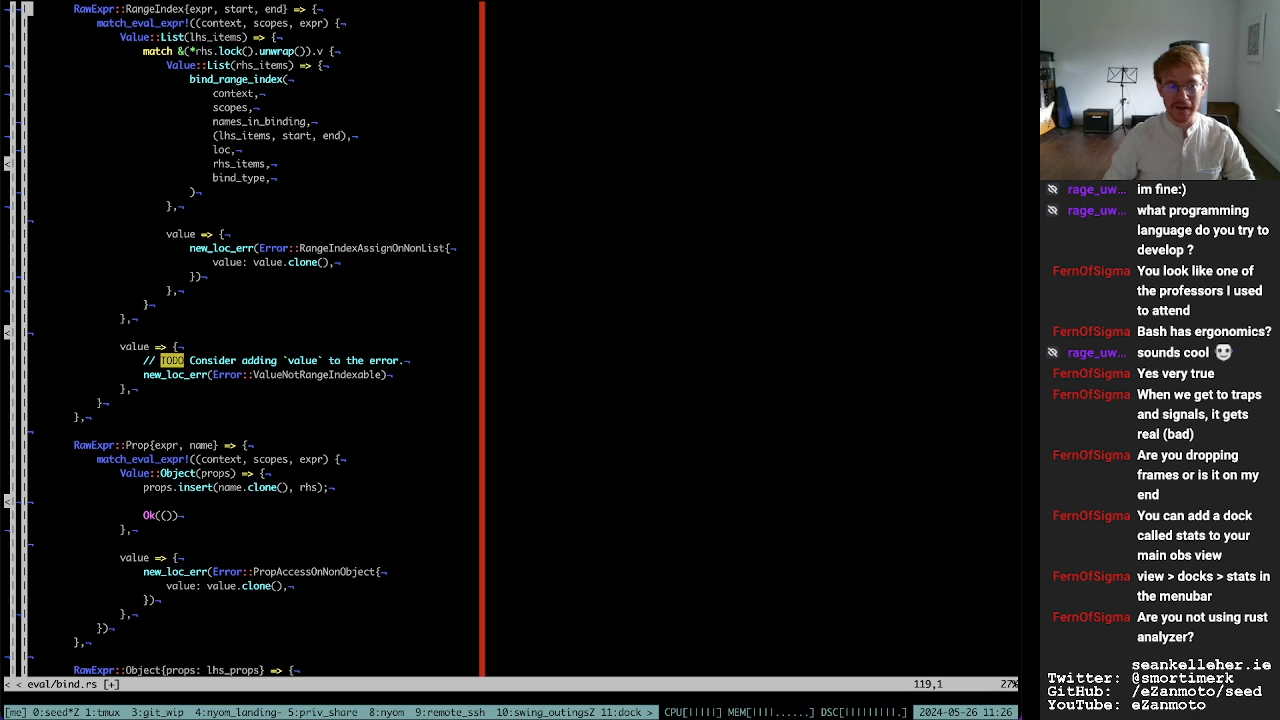 RawExpr::RangeIndex{expr, start, end} => {¬
match_eval_expr!((context, scopes, expr) {¬
Value::List(lhs_items) => {¬
match &(*rhs.lock().unwrap()).v {¬
Value::List(rhs_items) => {¬
bind_range_index(¬
context,¬
scopes,¬
names_in_binding,¬
(lhs_items, start, end),¬
loc,¬
rhs_items,¬
bind_type,¬
)¬
},¬
¬
value => {¬
new_loc_err(Error::RangeIndexAssignOnNonList{¬
value: value.clone(),¬
})¬
},¬
}¬
},¬
¬
value => {¬
// TODO Consider adding `value` to the error.¬
new_loc_err(Error::ValueNotRangeIndexable)¬
},¬
}¬
},¬
¬
RawExpr::Prop{expr, name} => {¬
match_eval_expr!((context, scopes, expr) {¬
Value::Object(props) => {¬
props.insert(name.clone(), rhs);¬
¬
Ok(())¬
},¬
¬
value => {¬
new_loc_err(Error::PropAccessOnNonObject{¬
value: value.clone(),¬
})¬
},¬
})¬
},¬
¬
RawExpr::Object{props: lhs_props} => {¬
< < eval/bind.rs [+] 119,1 27%
[me] 0:seed*Z 1:tmux 3:git_wip 4:nyom_landing- 5:priv_share 8:nyom 9:remote_ssh 10:swing_outingsZ 11:dock > CPU[|||||] MEM[||||......] DSC[|||||||||.] 2024-05-26 11:26
rage_uw... im fine:)
rage_uw... what programming
language do you try to
develop ?
FernOfSigma You look like one of
the professors I used
to attend
FernOfSigma Bash has ergonomics?
rage_uw... sounds cool
FernOfSigma Yes very true
FernOfSigma When we get to traps
and signals, it gets
real (bad)
FernOfSigma Are you dropping
frames or is it on my
end
FernOfSigma You can add a dock
called stats to your
main obs view
FernOfSigma view > docks > stats in
the menubar
FernOfSigma Are you not using rust
analyzer?
seankelleher.ie
Twitter: @smortimerk
GitHub: /eZanmoto/seed